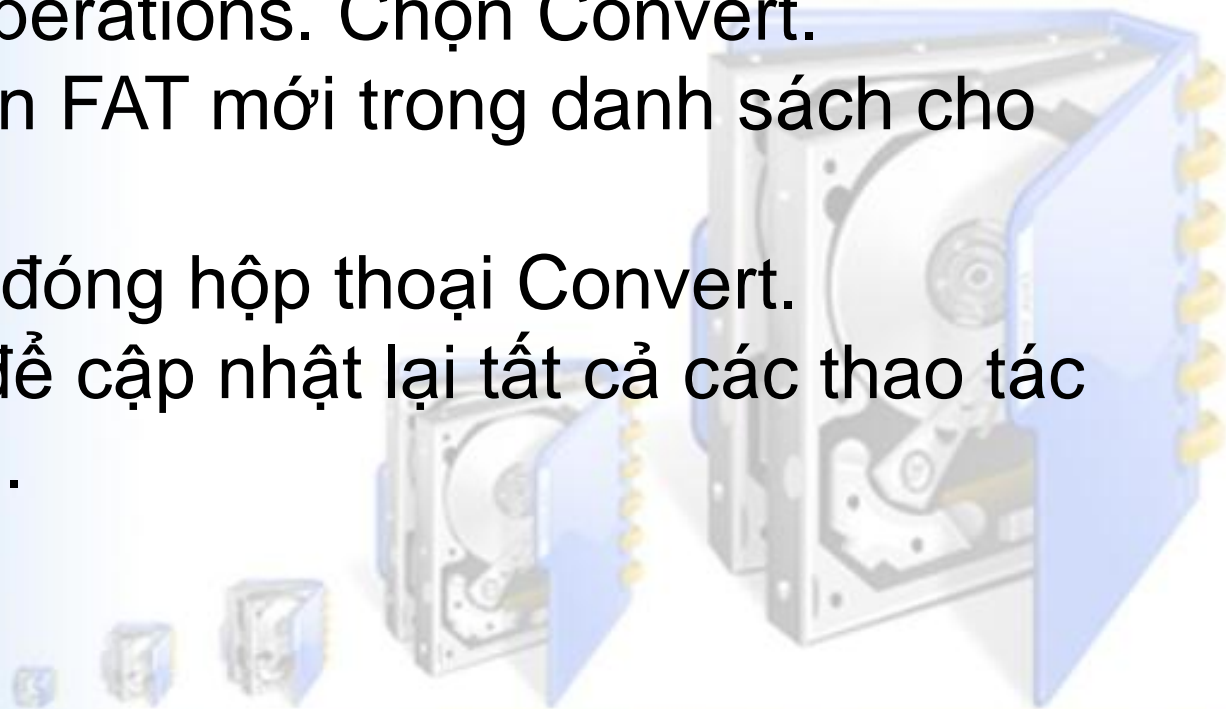 perations. Chọn Convert.
n FAT mới trong danh sách cho
đóng hộp thoại Convert.
để cập nhật lại tất cả các thao tác
.